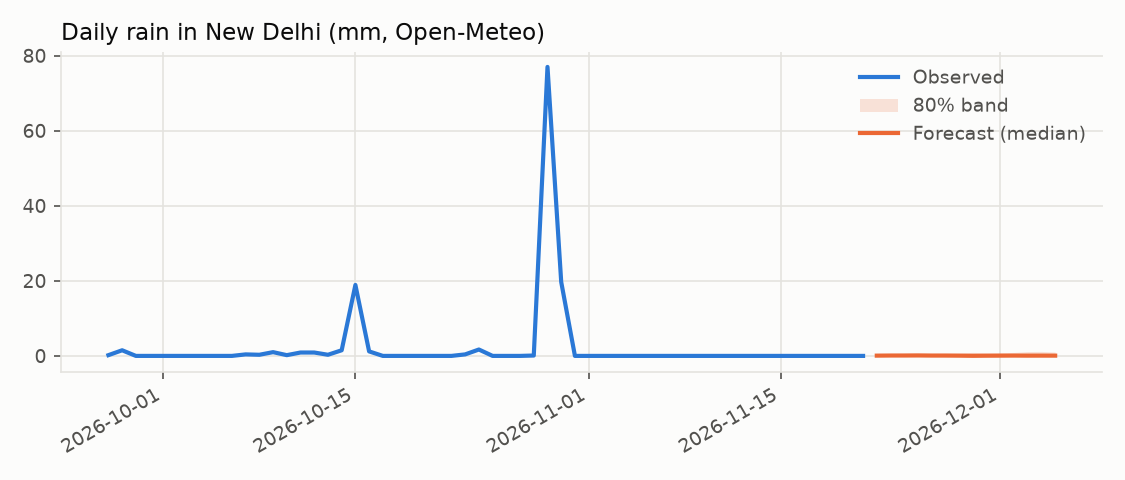 Daily rain in New Delhi (mm, Open-Meteo)
80
60
40
20
0
Observed
80% band
Forecast (median)
2026-10-01
2026-10-15
2026-11-01
2026-11-15
2026-12-01